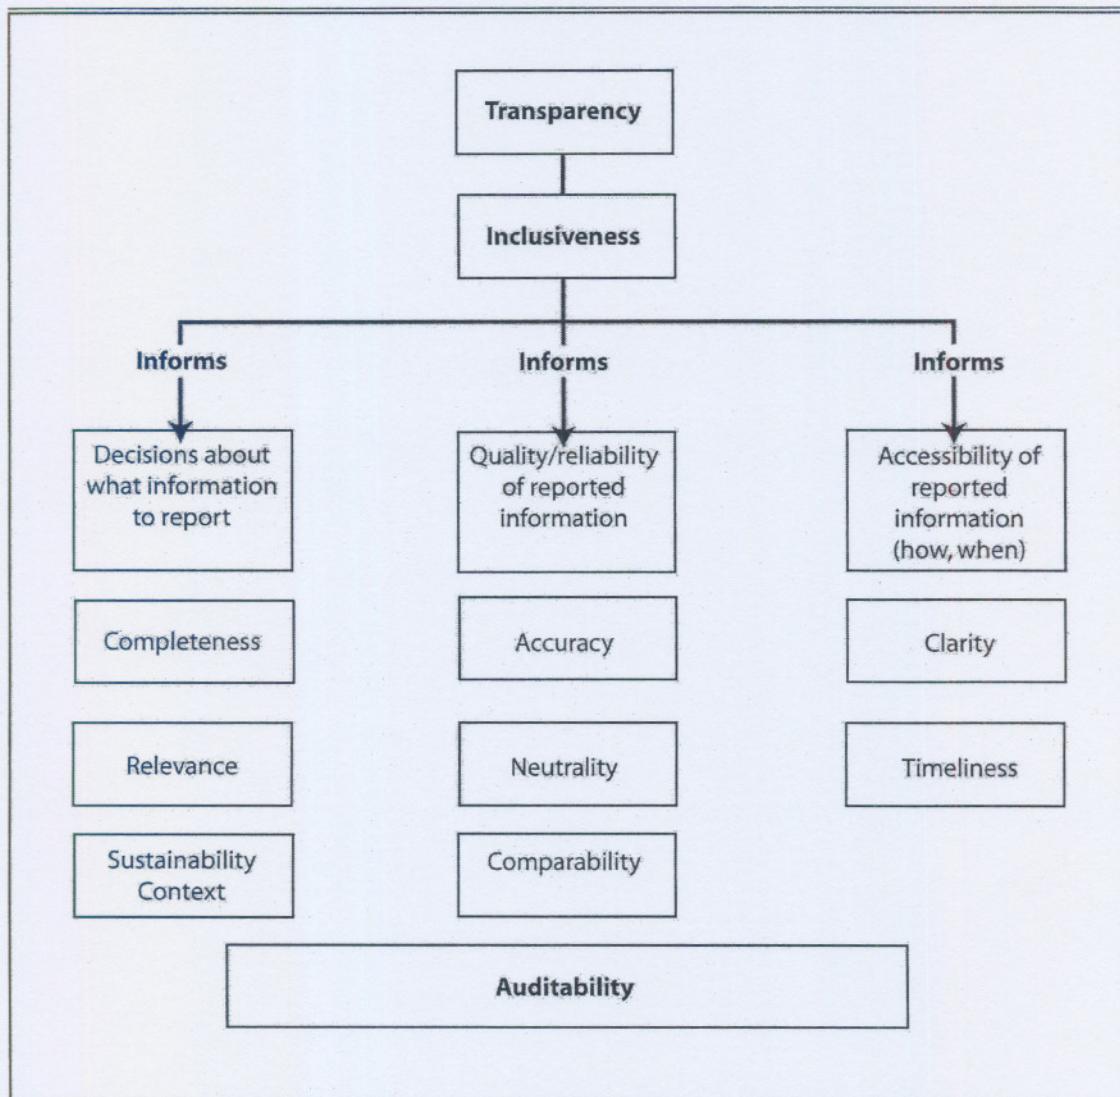 Transparency
Inclusiveness
Informs
Informs
Informs
Decisions about
what information
to report
Quality/reliability
of reported
information
Accessibility of
reported
information
(how, when)
Completeness
Accuracy
Clarity
Relevance
Neutrality
Timeliness
Sustainability
Context
Comparability
Auditability